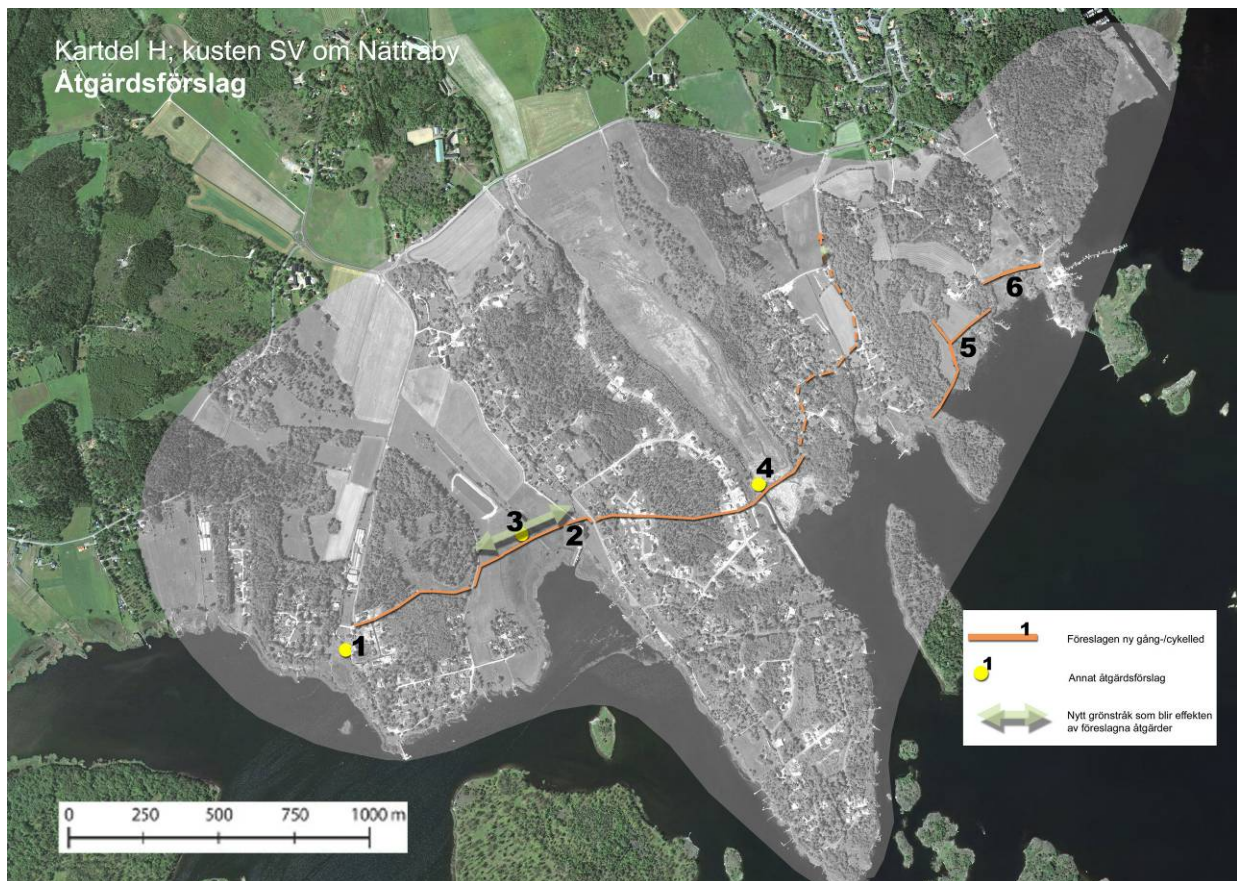 Kartdel H; kusten SV om Nättraby
Åtgärdsförslag
6
5
4
3
2
1
1
Föreslagen ny gång-/cykelled
1
Annat åtgärdsförslag
Nytt grönstråk som blir effekten
av föreslagna åtgärder
0 250 500 750 1000 m